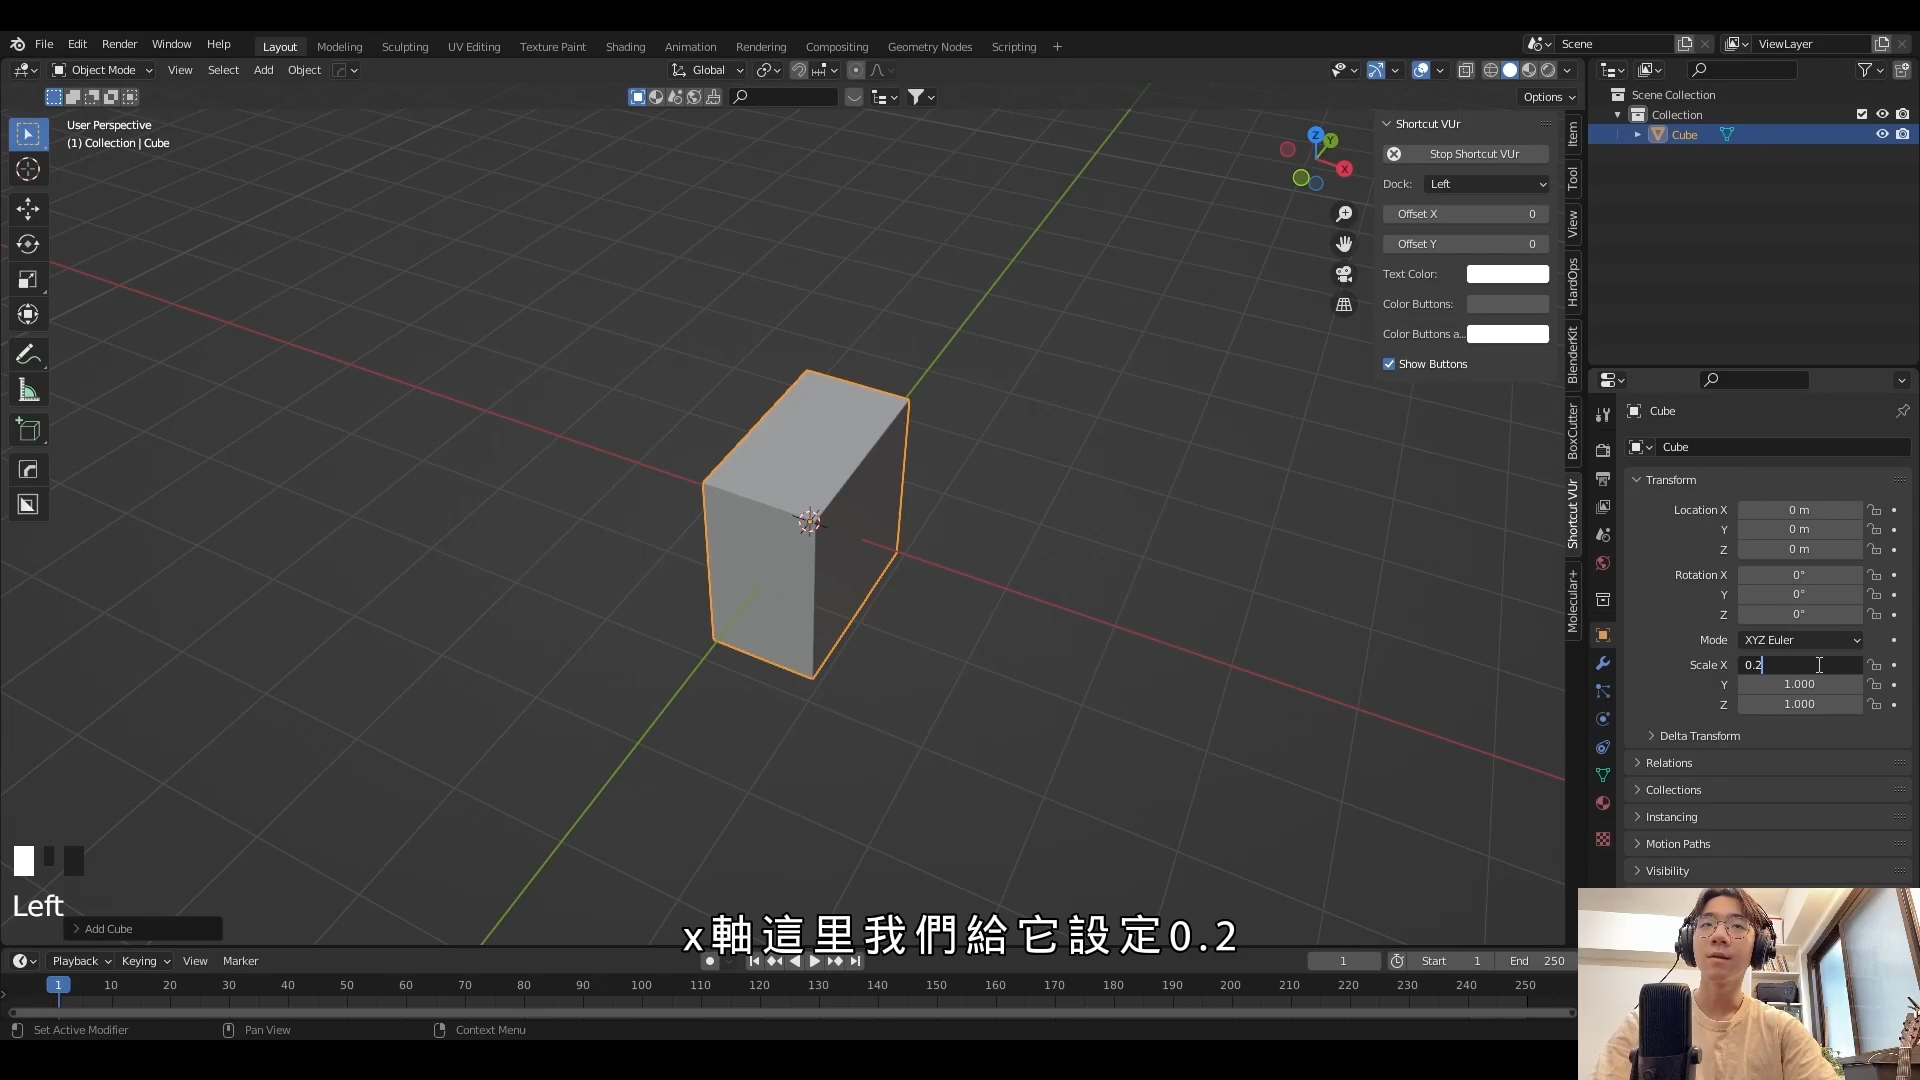 File Edit Render Window Help
Layout Modeling Sculpting UV Editing Texture Paint Shading Animation Rendering Compositing Geometry Nodes Scripting +
Scene
ViewLayer
Object Mode View Select Add Object
Global
Options
User Perspective
(1) Collection | Cube
Z
Y
X
Shortcut VUr
Stop Shortcut VUr
Dock: Left
Offset X 0
Offset Y 0
Text Color:
Color Buttons:
Color Buttons a...
Show Buttons
Item
Tool
View
HardOps
BlenderKit
BoxCutter
Shortcut VUr
Molecular+
Scene Collection
Collection
Cube
Cube
Cube
Transform
Location X 0 m
Y 0 m
Z 0 m
Rotation X 0°
Y 0°
Z 0°
Mode XYZ Euler
Scale X 0.2
Y 1.000
Z 1.000
Delta Transform
Relations
Collections
Instancing
Motion Paths
Visibility
Left
Add Cube
x軸這里我們給它設定0.2
Playback Keying View Marker
1
Start 1 End 250
1 10 20 30 40 50 60 70 80 90 100 110 120 130 140 150 160 170 180 190 200 210 220 230 240 250
Set Active Modifier Pan View Context Menu